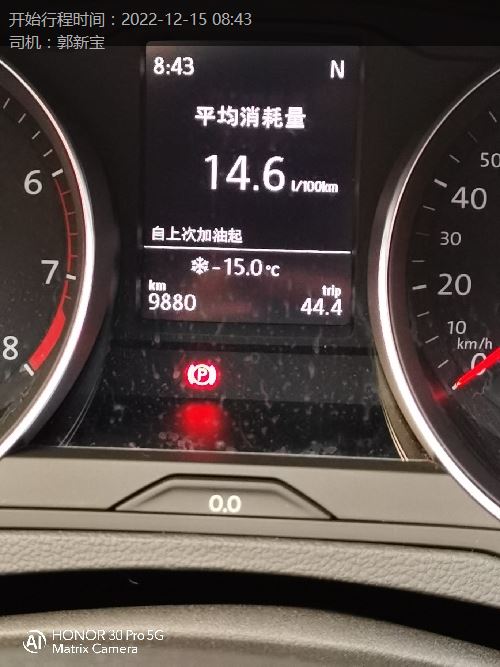 开始行程时间：2022-12-15 08:43
司机：郭新宝
8:43 N
平均消耗量
14.6 l/100km
自上次加油起
-15.0°C
km trip
9880 44.4
6
7
8
50
40
30
20
10
km/h
0
P
0.0
AI HONOR 30 Pro 5G
Matrix Camera